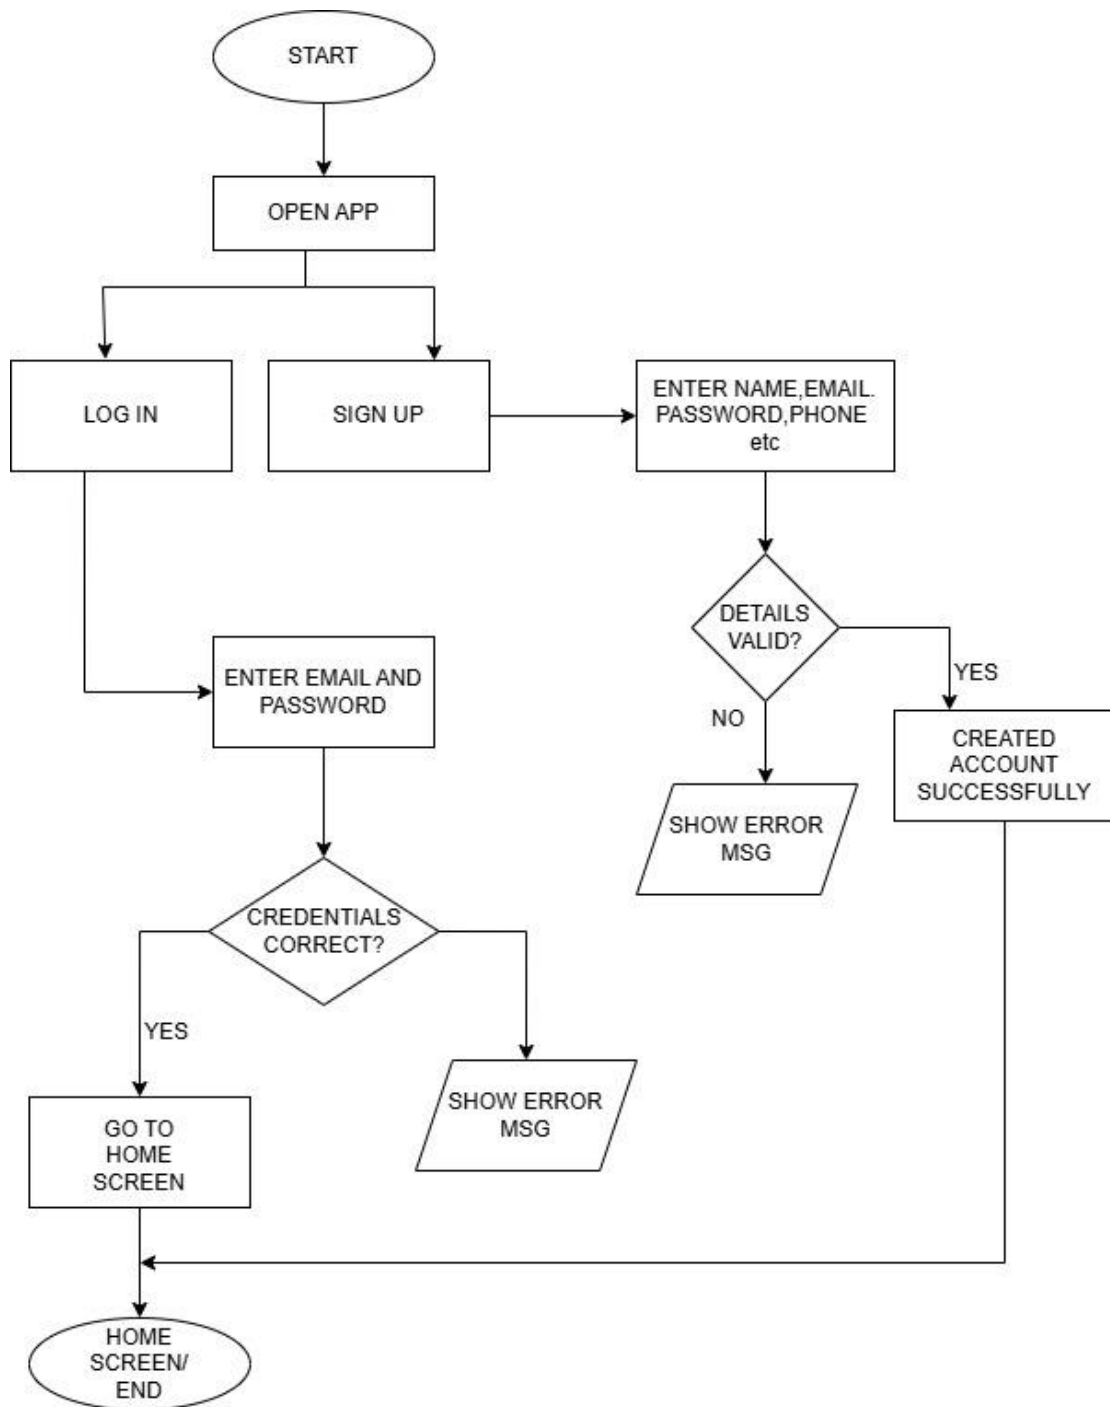 START
OPEN APP
LOG IN
SIGN UP
ENTER NAME,EMAIL.
PASSWORD,PHONE
etc
DETAILS
VALID?
YES
NO
CREATED
ACCOUNT
SUCCESSFULLY
SHOW ERROR
MSG
ENTER EMAIL AND
PASSWORD
CREDENTIALS
CORRECT?
YES
SHOW ERROR
MSG
GO TO
HOME
SCREEN
HOME
SCREEN/
END